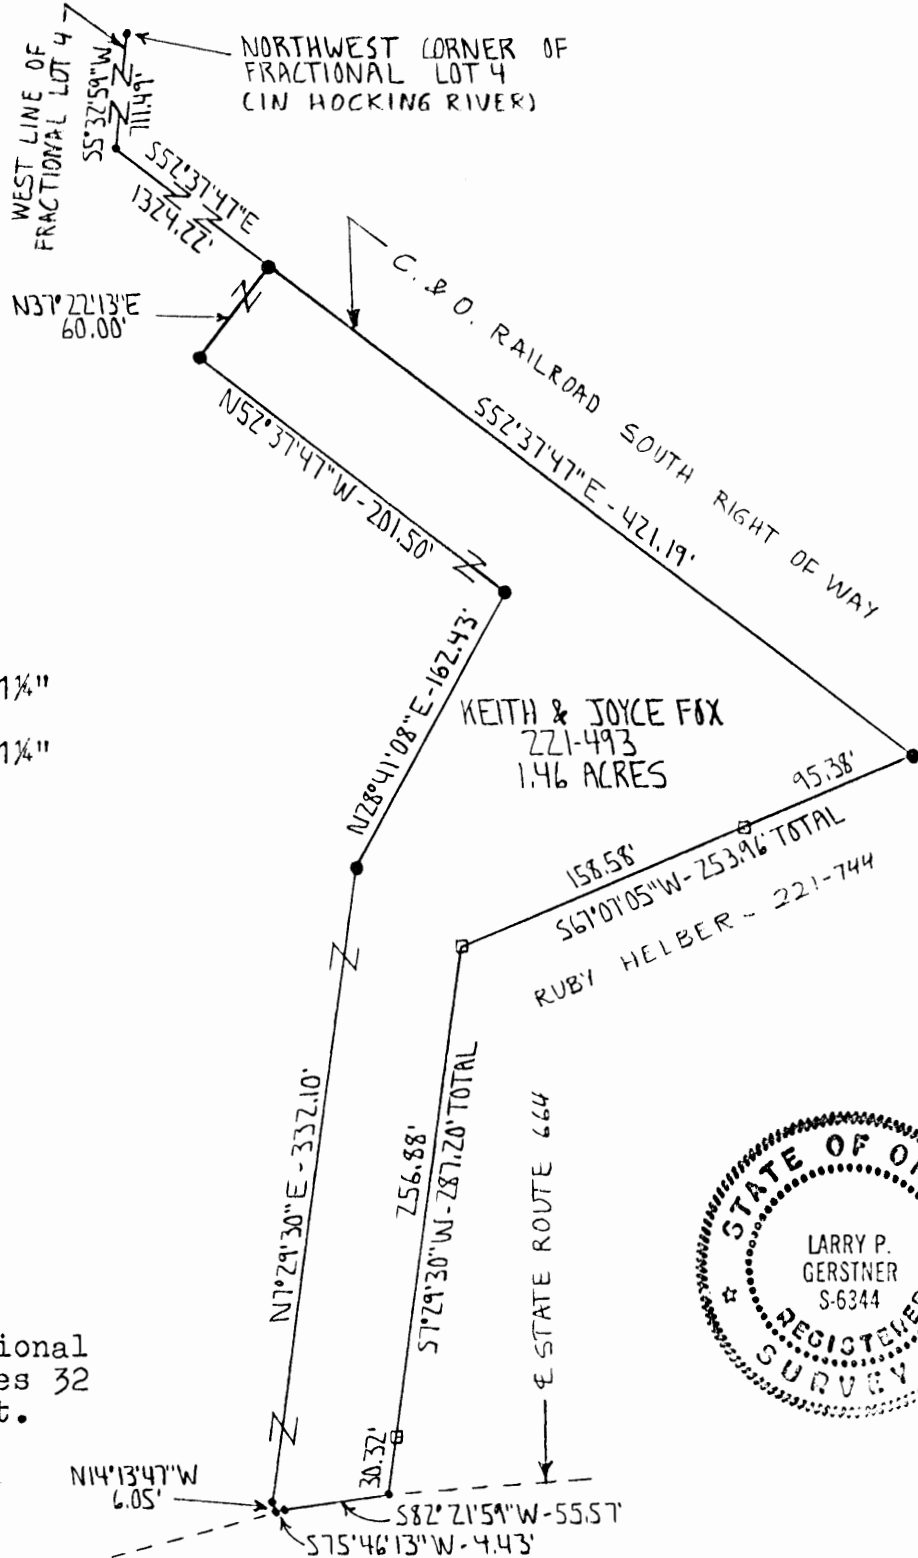 WEST LINE OF
FRACTIONAL LOT 4
S5°32'59"W
711.49'
NORTHWEST CORNER OF
FRACTIONAL LOT 4
(IN HOCKING RIVER)
S52°37'47"E
1324.22'
N37°22'13"E
60.00'
C. & O. RAILROAD SOUTH RIGHT OF WAY
S52°37'47"E - 421.19'
N52°37'47"W - 201.50'
1¼"
1¼"
N28°41'08"E - 162.43'
KEITH & JOYCE FOX
221-493
1.46 ACRES
95.38'
158.58'
S67°07'05"W - 253.96' TOTAL
RUBY HELBER - 221-744
N7°29'30"E - 332.10'
256.88'
S7°29'30"W - 287.20' TOTAL
℄ STATE ROUTE 664
STATE OF O
LARRY P.
GERSTNER
S-6344
REGISTERE
SURVEY
ional
es 32
t.
30.32'
N14°13'47"W
6.05'
S82°21'59"W - 55.57'
S75°46'13"W - 4.43'